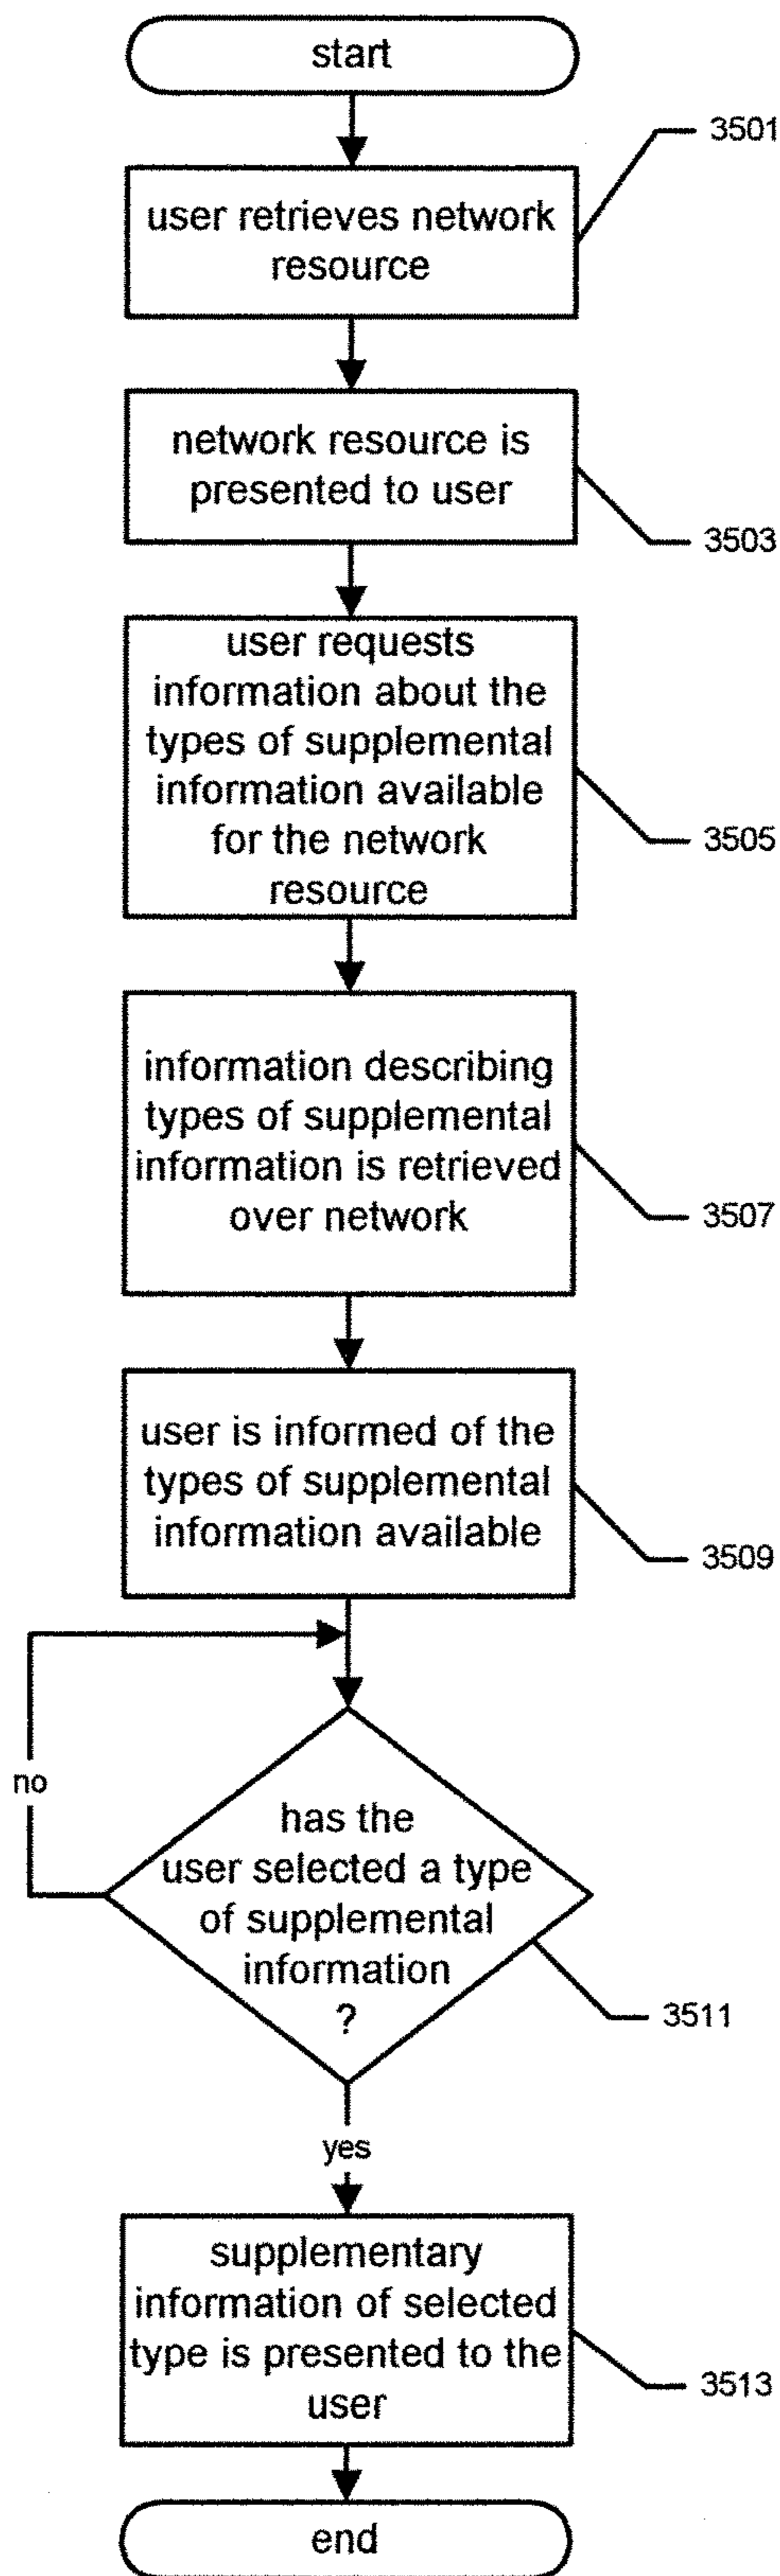 start
3501
user retrieves network
resource
network resource is
presented to user
3503
user requests
information about the
types of supplemental
information available
for the network
resource
3505
information describing
types of supplemental
information is retrieved
over network
3507
user is informed of the
types of supplemental
information available
3509
no
has the
user selected a type
of supplemental
information
?
3511
yes
supplementary
information of selected
type is presented to the
user
3513
end